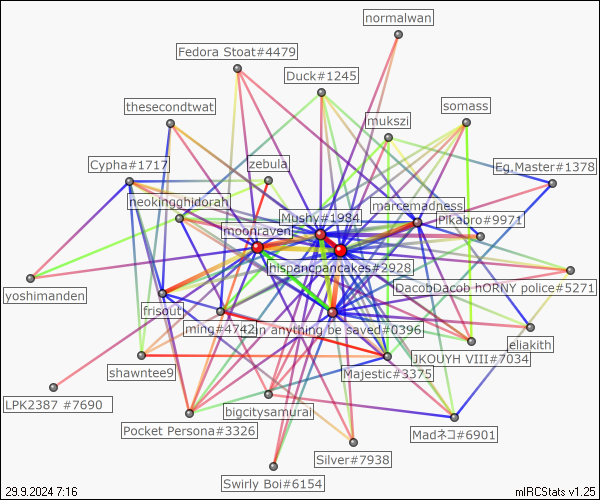 normalwan
Fedora Stoat#4479
Duck#1245
thesecondtwat
somass
mukszi
Cypha#1717
zebula
Eg.Master#1378
neokingghidorah
marcemadness
Mushy#1984
Pikabro#9971
moonraven
hispancpancakes#2928
yoshimanden
DacobDacob hORNY police#5271
frisout
ming#4742
in anything be saved#0396
eliakith
shawntee9
Majestic#3375
JKOUYH VIII#7034
LPK2387 #7690
bigcitysamurai
Pocket Persona#3326
Madネコ#6901
Silver#7938
Swirly Boi#6154
29.9.2024 7:16
mIRCStats v1.25